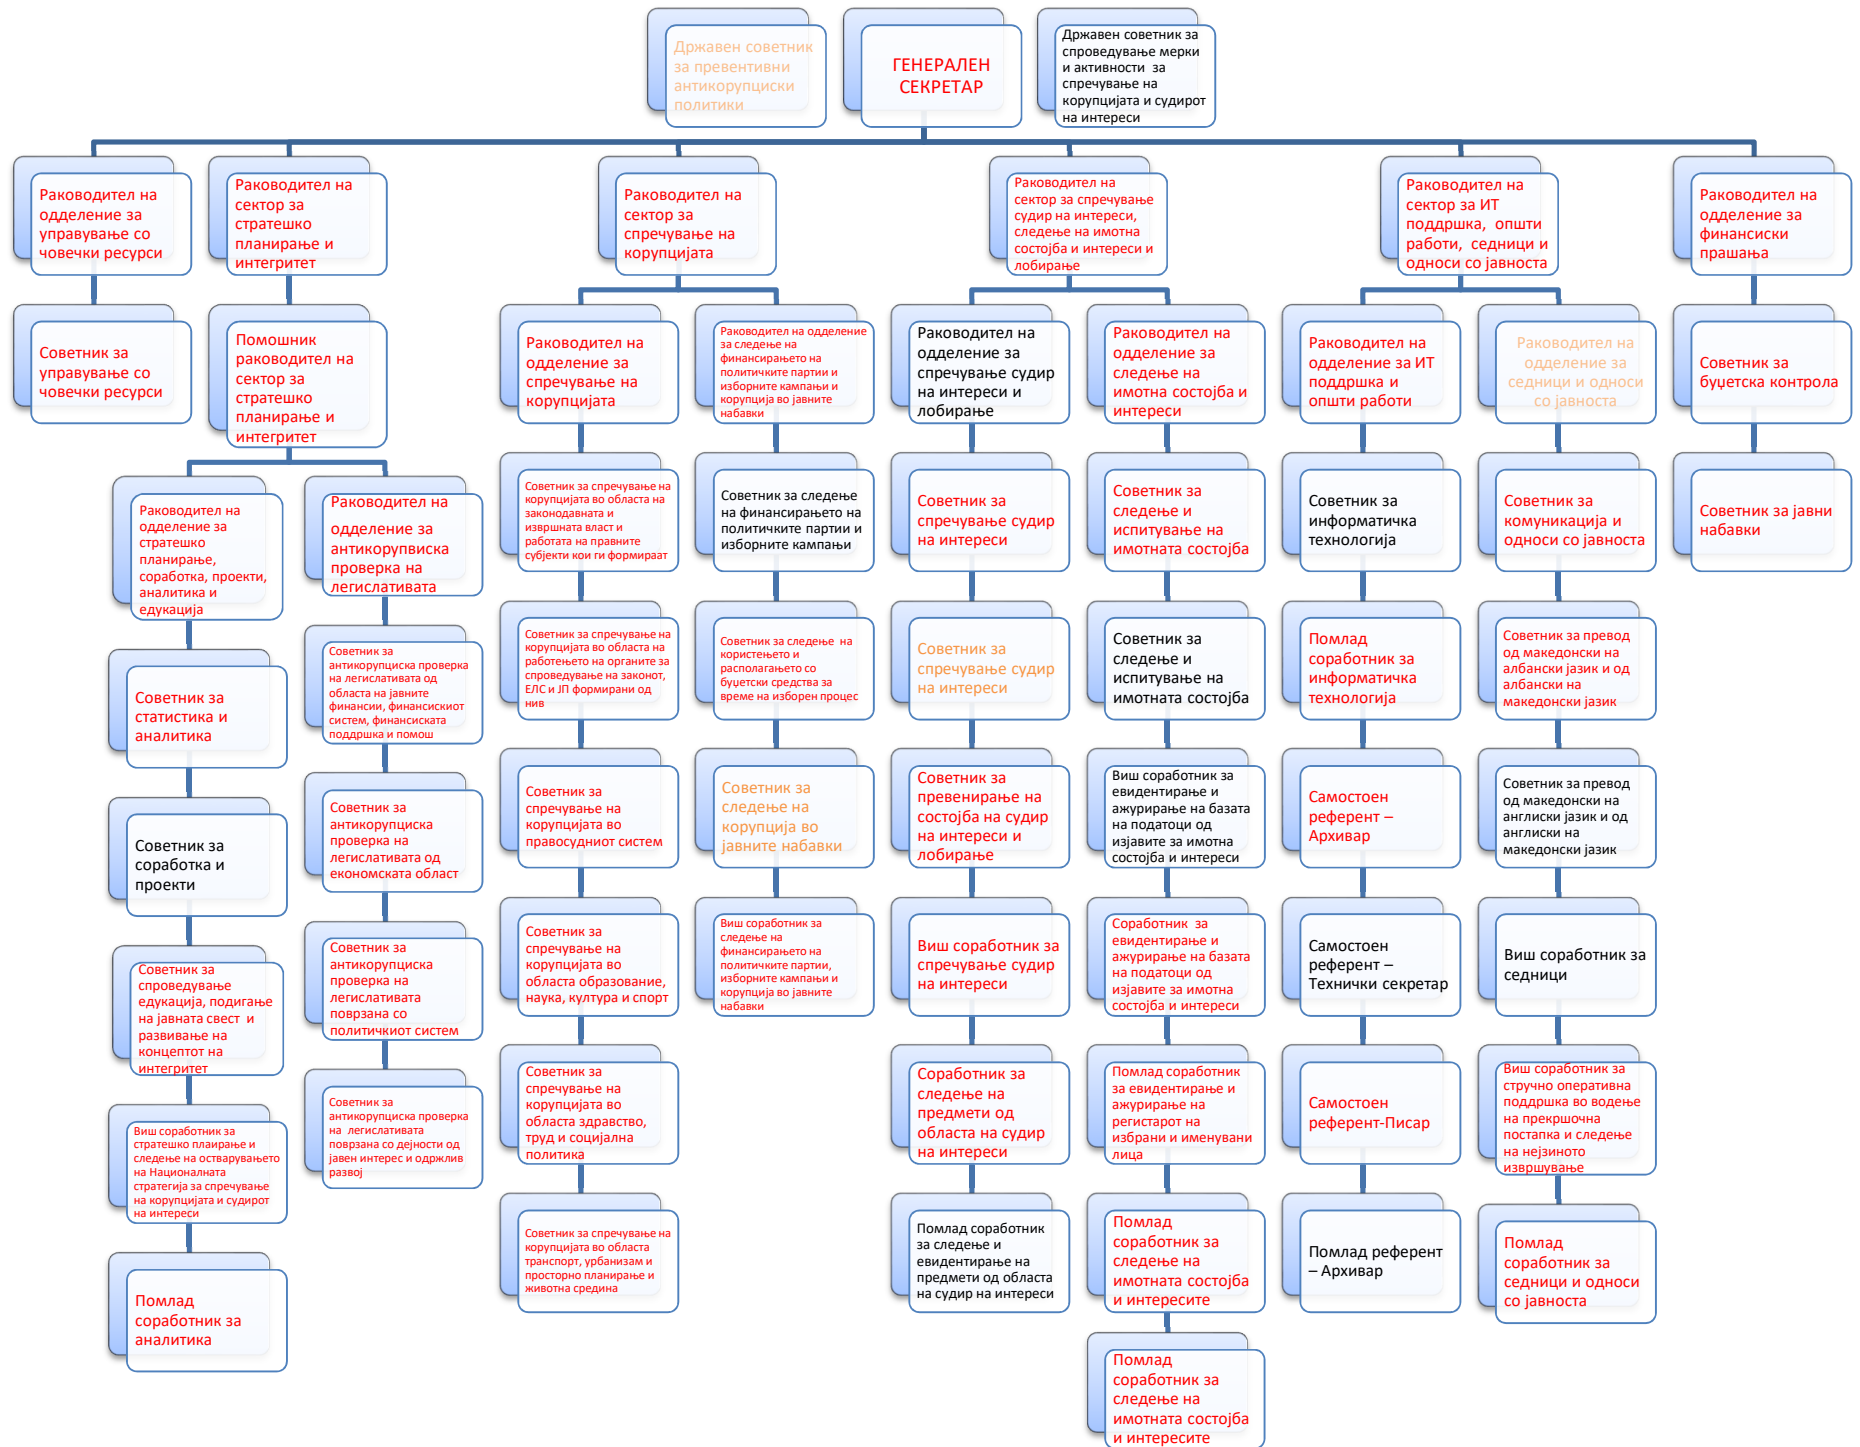 Државен советник
за превентивни
антикорупциски
политики
ГЕНЕРАЛЕН
СЕКРЕТАР
Државен советник за
спроведување мерки
и активности за
спречување на
корупцијата и судирот
на интереси
Раководител на
одделение за
управување со
човечки ресурси
Раководител на
сектор за
стратешко
планирање и
интегритет
Раководител на
сектор за
спречување на
корупцијата
Раководител на
сектор за спречување
судир на интереси,
следење на имотна
состојба и интереси и
лобирање
Раководител на
сектор за ИТ
поддршка, општи
работи, седници и
односи со јавноста
Раководител на
одделение за
финансиски
прашања
Советник за
управување со
човечки ресурси
Помошник
раководител на
сектор за
стратешко
планирање и
интегритет
Раководител на
одделение за
спречување на
корупцијата
Раководител на одделение
за следење на
финансирањето на
политичките партии и
изборните кампањи и
корупција во јавните
набавки
Раководител на
одделение за
спречување судир
на интереси и
лобирање
Раководител на
одделение за
следење на
имотна состојба и
интереси
Раководител на
одделение за ИТ
поддршка и
општи работи
Раководител на
одделение за
седници и односи
со јавноста
Советник за
буџетска контрола
Раководител на
одделение за
стратешко
планирање,
соработка, проекти,
аналитика и
едукација
Раководител на
одделение за
антикорупвиска
проверка на
легислативата
Советник за спречување на
корупцијата во областа на
законодавната и
извршната власт и
работата на правните
субјекти кои ги формираат
Советник за следење
на финансирањето на
политичките партии и
изборните кампањи
Советник за
спречување судир
на интереси
Советник за
следење и
испитување на
имотната состојба
Советник за
информатичка
технологија
Советник за
комуникација и
односи со јавноста
Советник за јавни
набавки
Советник за
статистика и
аналитика
Советник за
антикорупциска проверка
на легислативата од
област на јавните
финансии, финансискиот
систем, финансиската
поддршка и помош
Советник за спречување на
корупцијата во областа на
работењето на органите за
спроведување на законот,
ЕЛС и ЈП формирани од
нив
Советник за следење на
користењето и
располагањето со
буџетски средства за
време на изборен процес
Советник за
спречување судир
на интереси
Советник за
следење и
испитување на
имотната состојба
Помлад
соработник за
информатичка
технологија
Советник за превод
од македонски на
албански јазик и од
албански на
македонски јазик
Советник за
соработка и
проекти
Советник за
антикорупциска
проверка на
легислативата од
економската област
Советник за
спречување на
корупцијата во
правосудниот систем
Советник за
следење на
корупција во
јавните набавки
Советник за
превенирање на
состојба на судир
на интереси и
лобирање
Виш соработник за
евидентирање и
ажурирање на базата
на податоци од
изјавите за имотна
состојба и интереси
Самостоен
референт –
Архивар
Советник за превод
од македонски на
англиски јазик и од
англиски на
македонски јазик
Советник за
спроведување
едукација, подигање
на јавната свест и
развивање на
концептот на
интегритет
Советник за
антикорупциска
проверка на
легислативата
поврзана со
политичкиот систем
Советник за
спречување на
корупцијата во
областа образование,
наука, култура и спорт
Виш соработник за
следење на
финансирањето на
политичките партии,
изборните кампањи и
корупција во јавните
набавки
Виш соработник за
спречување судир
на интереси
Соработник за
евидентирање и
ажурирање на базата
на податоци од
изјавите за имотна
состојба и интереси
Самостоен
референт –
Технички секретар
Виш соработник за
седници
Виш соработник за
стратешко плаирање и
следење на остварувањето
на Националната
стратегија за спречување
на корупцијата и судирот
на интереси
Советник за
антикорупциска проверка
на легислативата
поврзана со дејности од
јавен интерес и одржлив
развој
Советник за
спречување на
корупцијата во
областа здравство,
труд и социјална
политика
Соработник за
следење на
предмети од
областа на судир
на интереси
Помлад соработник
за евидентирање и
ажурирање на
регистарот на
избрани и именувани
лица
Самостоен
референт-Писар
Виш соработник за
стручно оперативна
поддршка во водење
на прекршочна
постапка и следење
на нејзиното
извршување
Помлад
соработник за
аналитика
Советник за спречување на
корупцијата во областа
транспорт, урбанизам и
просторно планирање и
животна средина
Помлад соработник
за следење и
евидентирање на
предмети од областа
на судир на интереси
Помлад
соработник за
следење на
имотната состојба
и интересите
Помлад референт
– Архивар
Помлад
соработник за
седници и односи
со јавноста
Помлад
соработник за
следење на
имотната состојба
и интересите